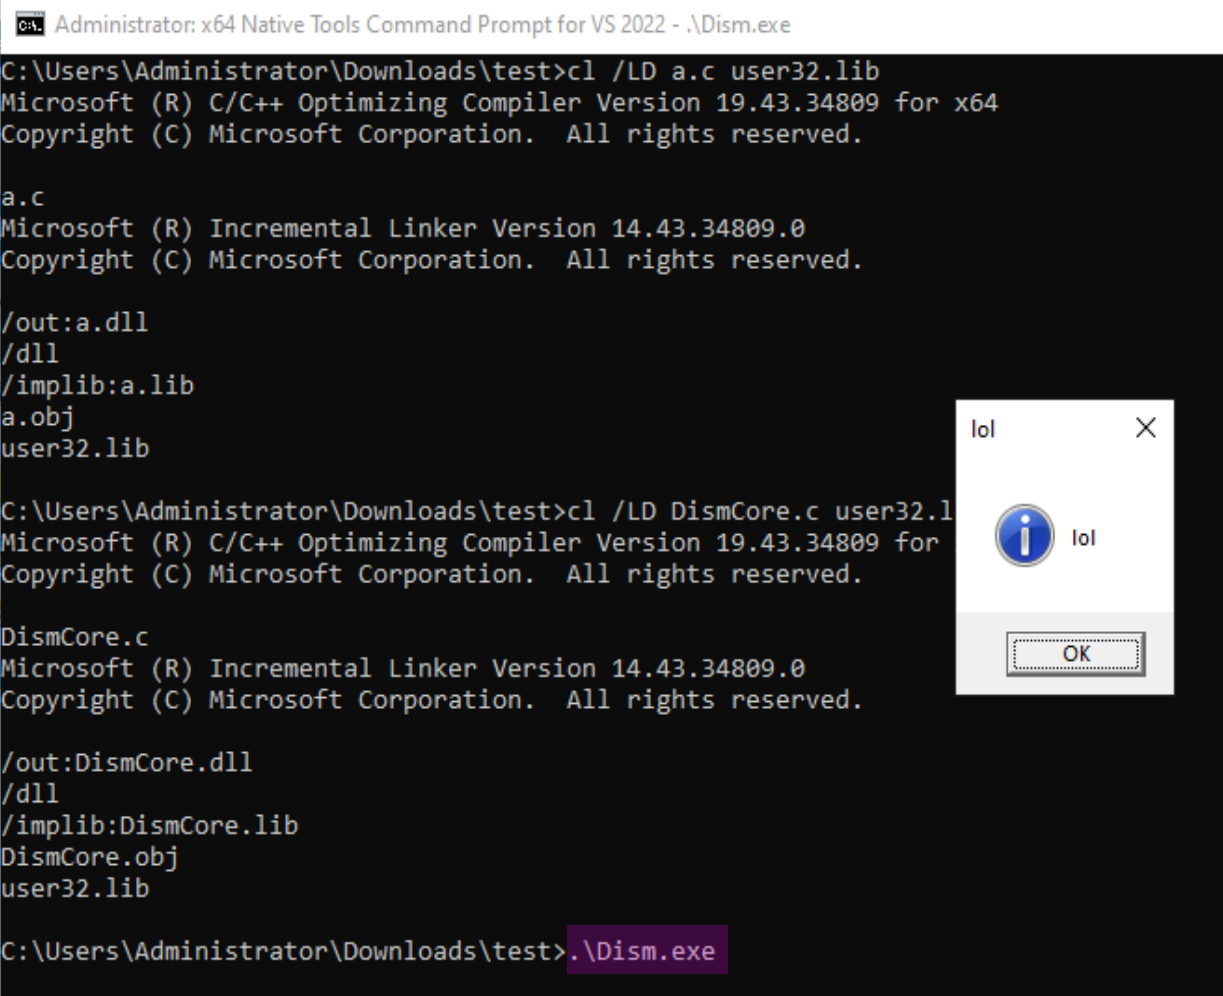 Administrator: x64 Native Tools Command Prompt for VS 2022 - .\Dism.exe
C:\Users\Administrator\Downloads\test>cl /LD a.c user32.lib
Microsoft (R) C/C++ Optimizing Compiler Version 19.43.34809 for x64
Copyright (C) Microsoft Corporation.  All rights reserved.
a.c
Microsoft (R) Incremental Linker Version 14.43.34809.0
Copyright (C) Microsoft Corporation.  All rights reserved.
/out:a.dll
/dll
/implib:a.lib
a.obj
user32.lib
C:\Users\Administrator\Downloads\test>cl /LD DismCore.c user32.l
Microsoft (R) C/C++ Optimizing Compiler Version 19.43.34809 for
Copyright (C) Microsoft Corporation.  All rights reserved.
DismCore.c
Microsoft (R) Incremental Linker Version 14.43.34809.0
Copyright (C) Microsoft Corporation.  All rights reserved.
/out:DismCore.dll
/dll
/implib:DismCore.lib
DismCore.obj
user32.lib
C:\Users\Administrator\Downloads\test>.\Dism.exe
lol
lol
OK